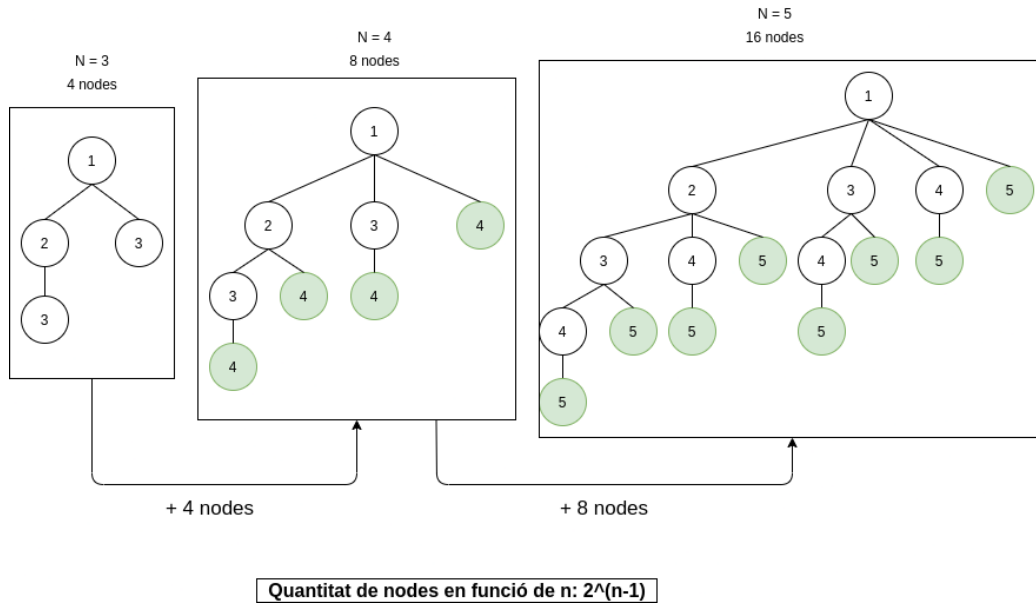 N = 3
4 nodes
1
2 3
3
N = 4
8 nodes
1
2 3 4
3 4 4
4
N = 5
16 nodes
1
2 3 4 5
3 4 5 4 5 5
4 5 5 5
5
+ 4 nodes
+ 8 nodes
Quantitat de nodes en funció de n: 2^(n-1)